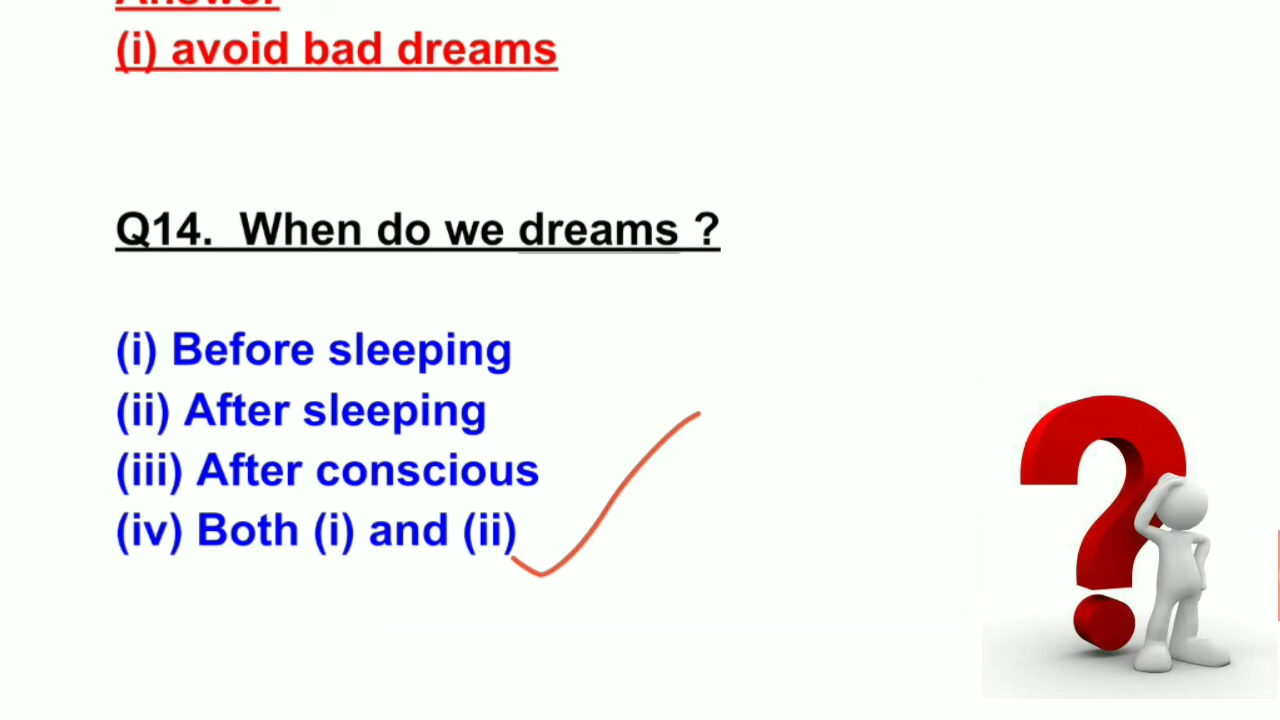 Answer
(i) avoid bad dreams
Q14.  When do we dreams ?
(i) Before sleeping
(ii) After sleeping
(iii) After conscious
(iv) Both (i) and (ii)